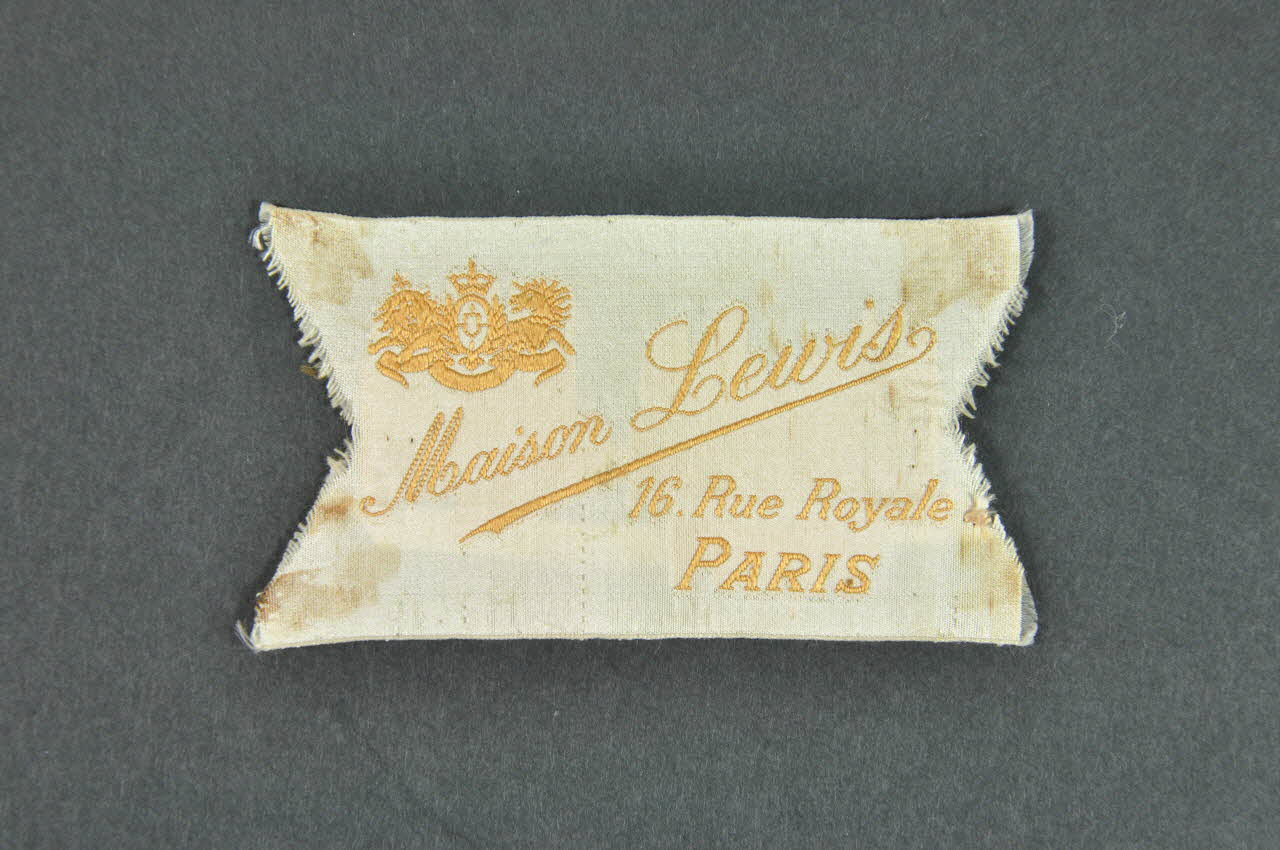 Maison Lewis
16. Rue Royale
PARIS